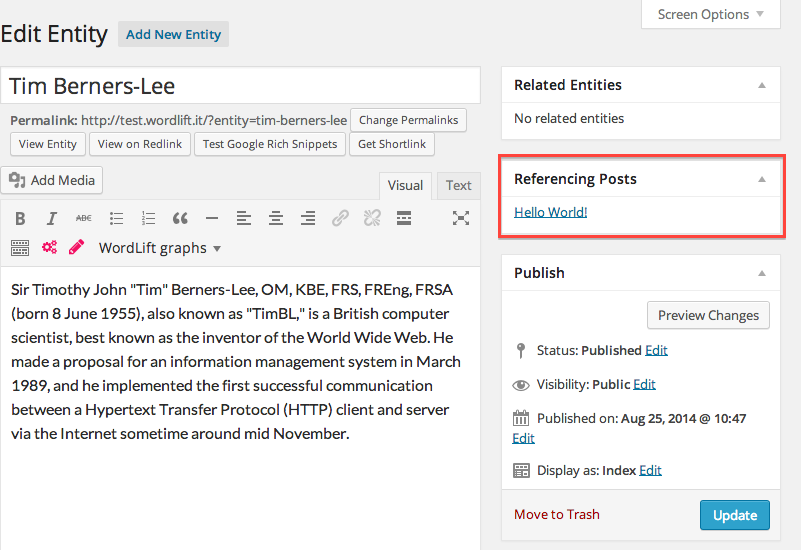 Screen Options
Edit Entity Add New Entity
Tim Berners-Lee
Permalink: http://test.wordlift.it/?entity=tim-berners-lee Change Permalinks
View Entity View on Redlink Test Google Rich Snippets Get Shortlink
Add Media
Visual Text
B I ABC
WordLift graphs
Sir Timothy John "Tim" Berners-Lee, OM, KBE, FRS, FREng, FRSA
(born 8 June 1955), also known as "TimBL," is a British computer
scientist, best known as the inventor of the World Wide Web. He
made a proposal for an information management system in March
1989, and he implemented the first successful communication
between a Hypertext Transfer Protocol (HTTP) client and server
via the Internet sometime around mid November.
Related Entities
No related entities
Referencing Posts
Hello World!
Publish
Preview Changes
Status: Published Edit
Visibility: Public Edit
Published on: Aug 25, 2014 @ 10:47
Edit
Display as: Index Edit
Move to Trash Update